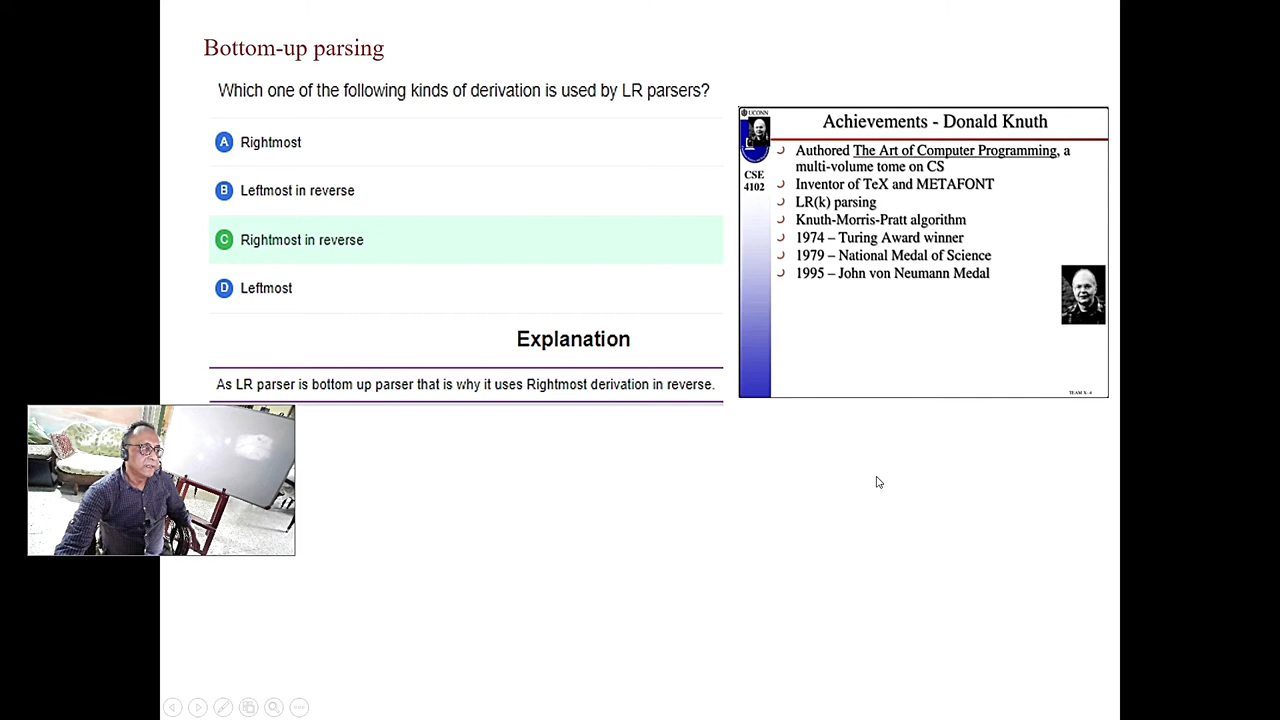 Bottom-up parsing
Which one of the following kinds of derivation is used by LR parsers?
A Rightmost
B Leftmost in reverse
C Rightmost in reverse
D Leftmost
Explanation
As LR parser is bottom up parser that is why it uses Rightmost derivation in reverse.
UCONN
CSE
4102
Achievements - Donald Knuth
Authored The Art of Computer Programming, a
multi-volume tome on CS
Inventor of TeX and METAFONT
LR(k) parsing
Knuth-Morris-Pratt algorithm
1974 – Turing Award winner
1979 – National Medal of Science
1995 – John von Neumann Medal